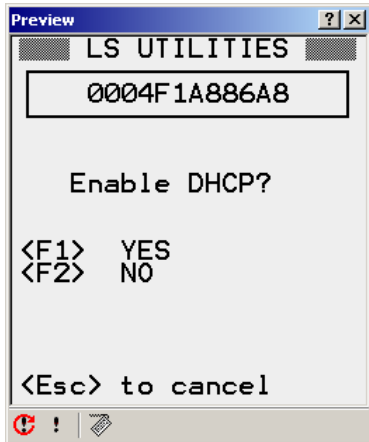 Preview
LS UTILITIES
0004F1A886A8
Enable DHCP?
<F1> YES
<F2> NO
<Esc> to cancel